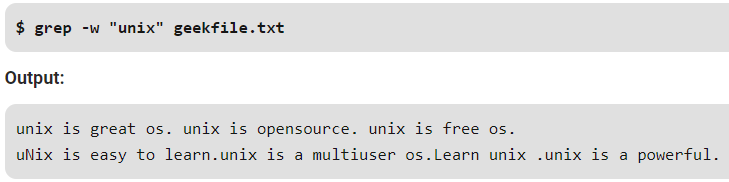 $ grep -w "unix" geekfile.txt
Output:
unix is great os. unix is opensource. unix is free os.
uNix is easy to learn.unix is a multiuser os.Learn unix .unix is a powerful.